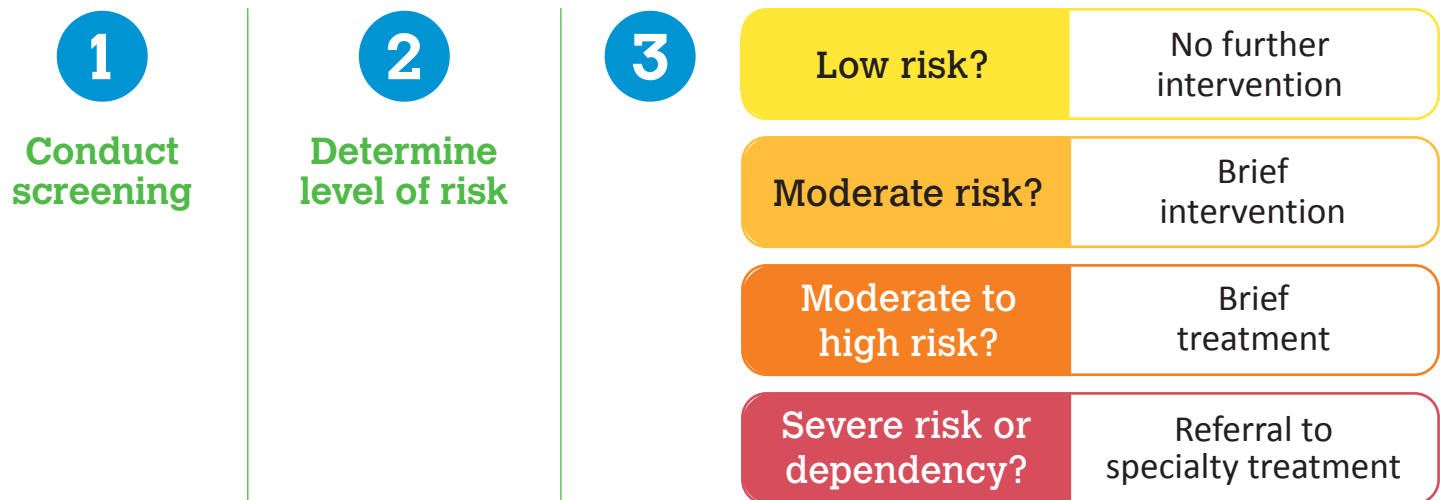 1
Conduct
screening
2
Determine
level of risk
3
Low risk?
No further
intervention
Moderate risk?
Brief
intervention
Moderate to
high risk?
Brief
treatment
Severe risk or
dependency?
Referral to
specialty treatment